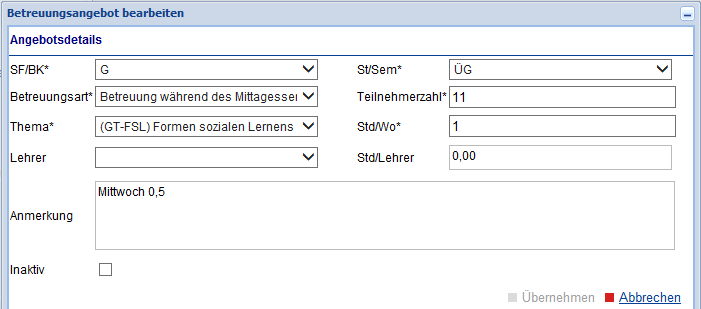 Betreuungsangebot bearbeiten
Angebotsdetails
SF/BK* G St/Sem* ÜG
Betreuungsart* Betreuung während des Mittagesser Teilnehmerzahl* 11
Thema* (GT-FSL) Formen sozialen Lernens Std/Wo* 1
Lehrer Std/Lehrer 0,00
Anmerkung Mittwoch 0,5
Inaktiv
Übernehmen Abbrechen